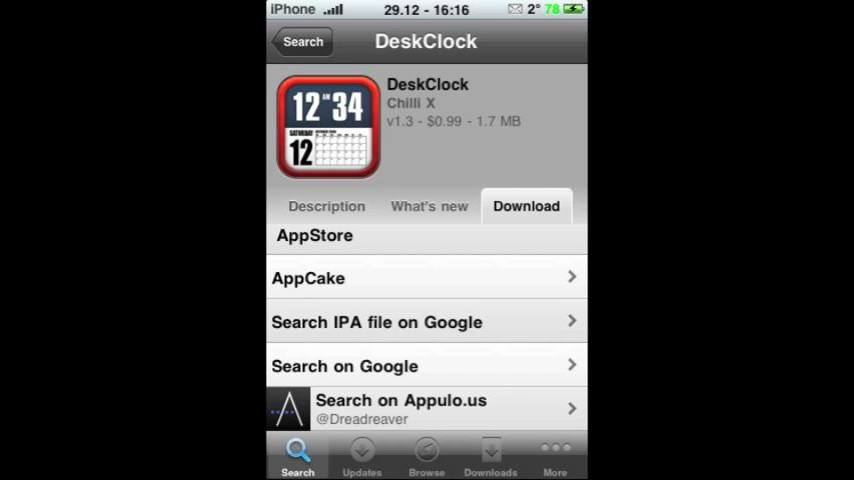 iPhone 29.12 - 16:16 2° 78
Search DeskClock
DeskClock
Chilli X
v1.3 - $0.99 - 1.7 MB
12 AM 34
SATURDAY
12
Description What's new Download
AppStore
AppCake
Search IPA file on Google
Search on Google
Search on Appulo.us
@Dreadreaver
Search Updates Browse Downloads More